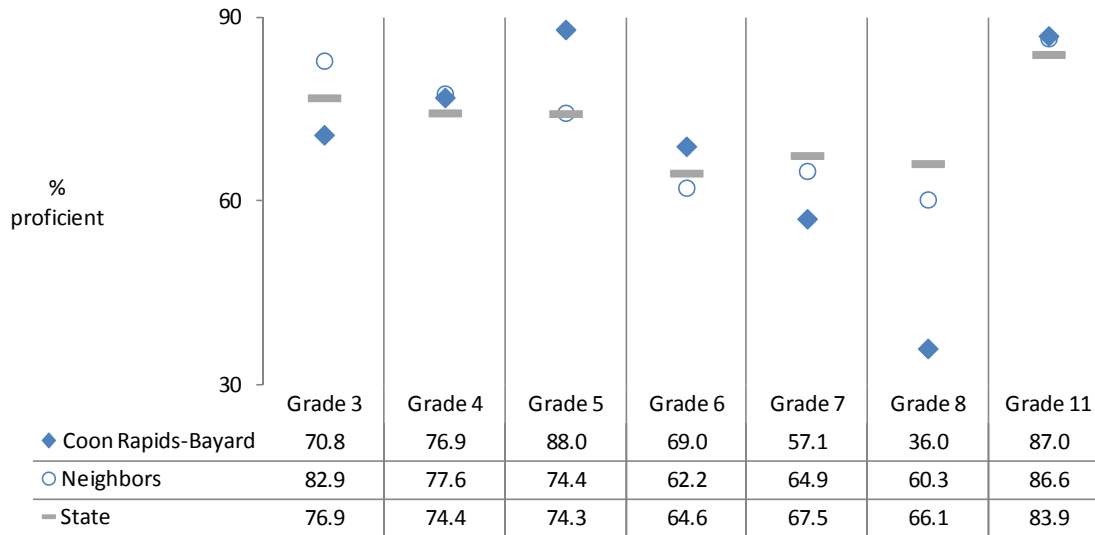 90
60
30
%
proficient
Grade 3 Grade 4 Grade 5 Grade 6 Grade 7 Grade 8 Grade 11
Coon Rapids-Bayard 70.8 76.9 88.0 69.0 57.1 36.0 87.0
Neighbors 82.9 77.6 74.4 62.2 64.9 60.3 86.6
State 76.9 74.4 74.3 64.6 67.5 66.1 83.9